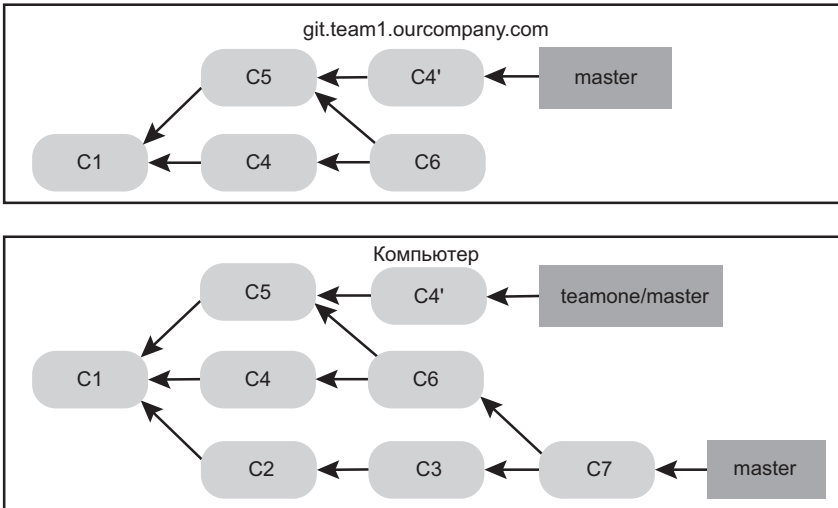 git.team1.ourcompany.com
C5 C4' master
C1 C4 C6
Компьютер
C5 C4' teamone/master
C1 C4 C6
C2 C3 C7 master